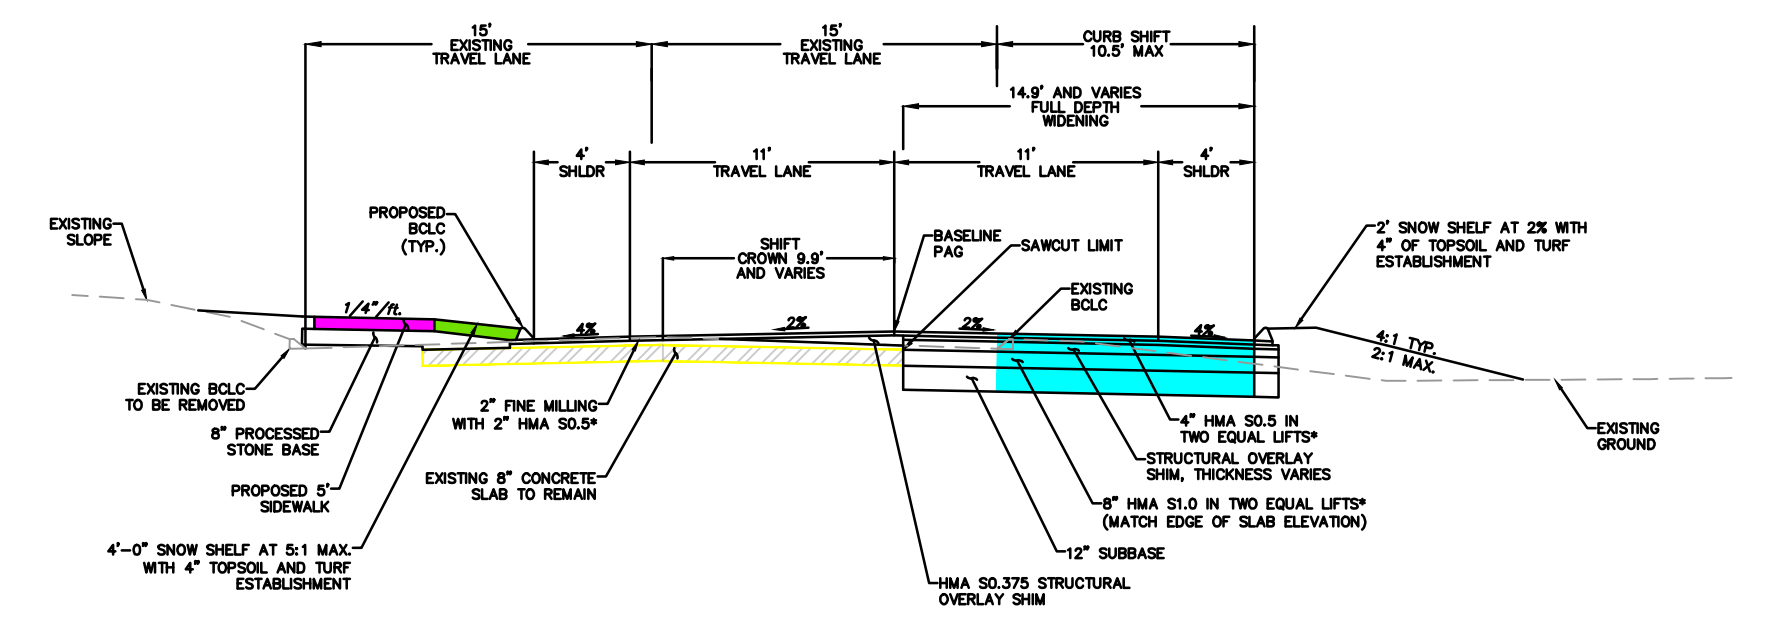 15'
EXISTING
TRAVEL LANE
15'
EXISTING
TRAVEL LANE
CURB SHIFT
10.5' MAX
14.9' AND VARIES
FULL DEPTH
WIDENING
4'
SHLDR
11'
TRAVEL LANE
11'
TRAVEL LANE
4'
SHLDR
EXISTING
SLOPE
PROPOSED
BCLC
(TYP.)
SHIFT
CROWN 9.9'
AND VARIES
BASELINE
PAG
SAWCUT LIMIT
2' SNOW SHELF AT 2% WITH
4" OF TOPSOIL AND TURF
ESTABLISHMENT
EXISTING
BCLC
1/4"/ft.
4%
2%
2%
4%
4:1 TYP.
2:1 MAX.
EXISTING BCLC
TO BE REMOVED
8" PROCESSED
STONE BASE
PROPOSED 5'
SIDEWALK
4'-0" SNOW SHELF AT 5:1 MAX.
WITH 4" TOPSOIL AND TURF
ESTABLISHMENT
2" FINE MILLING
WITH 2" HMA S0.5*
EXISTING 8" CONCRETE
SLAB TO REMAIN
4" HMA S0.5 IN
TWO EQUAL LIFTS*
STRUCTURAL OVERLAY
SHIM, THICKNESS VARIES
8" HMA S1.0 IN TWO EQUAL LIFTS*
(MATCH EDGE OF SLAB ELEVATION)
12" SUBBASE
HMA S0.375 STRUCTURAL
OVERLAY SHIM
EXISTING
GROUND